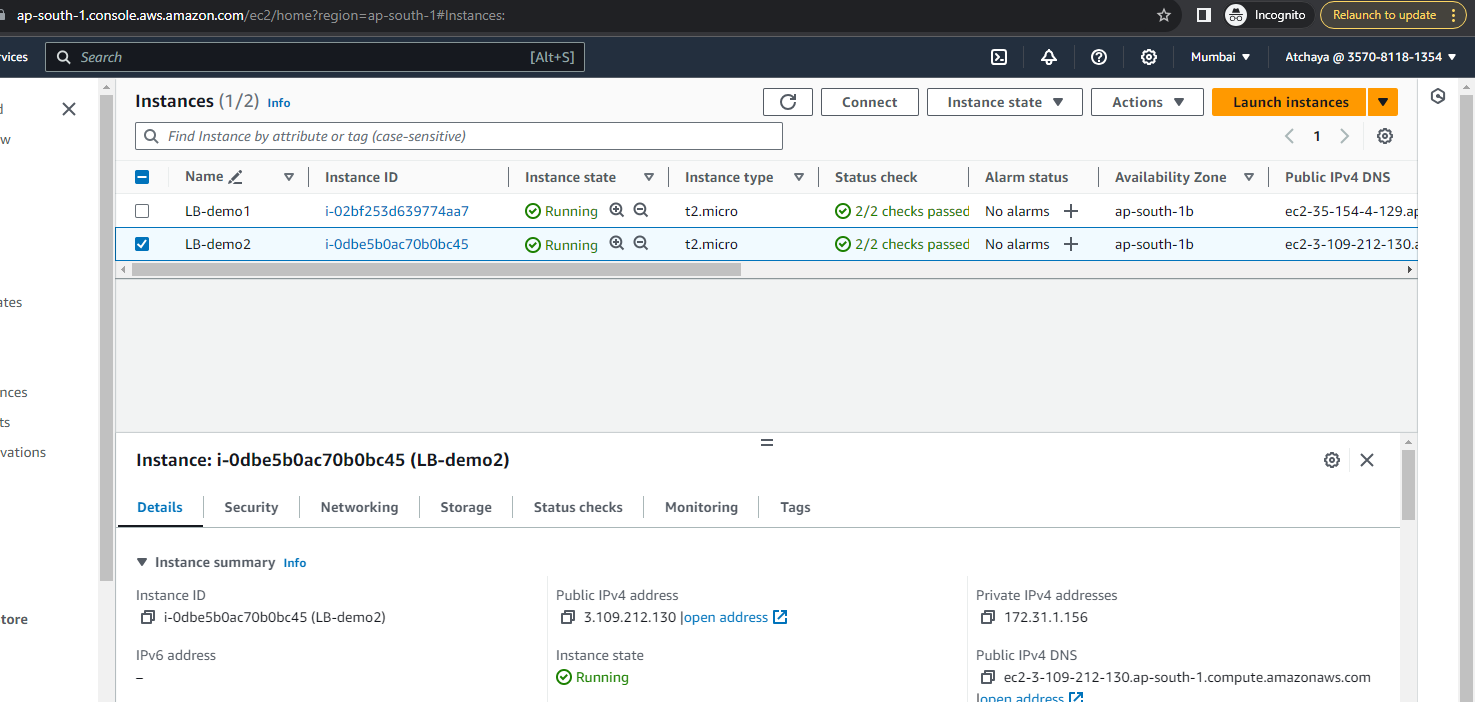 ap-south-1.console.aws.amazon.com/ec2/home?region=ap-south-1#Instances:
Incognito
Relaunch to update
rvices
Search
[Alt+S]
Mumbai
Atchaya @ 3570-8118-1354
Instances (1/2) Info
Connect
Instance state
Actions
Launch instances
Find Instance by attribute or tag (case-sensitive)
1
Name
Instance ID
Instance state
Instance type
Status check
Alarm status
Availability Zone
Public IPv4 DNS
LB-demo1 i-02bf253d639774aa7 Running t2.micro 2/2 checks passed No alarms ap-south-1b ec2-35-154-4-129.ap
LB-demo2 i-0dbe5b0ac70b0bc45 Running t2.micro 2/2 checks passed No alarms ap-south-1b ec2-3-109-212-130.a
w
ates
nces
ts
vations
tore
Instance: i-0dbe5b0ac70b0bc45 (LB-demo2)
Details
Security
Networking
Storage
Status checks
Monitoring
Tags
Instance summary Info
Instance ID
i-0dbe5b0ac70b0bc45 (LB-demo2)
Public IPv4 address
3.109.212.130 |open address
Private IPv4 addresses
172.31.1.156
IPv6 address
–
Instance state
Running
Public IPv4 DNS
ec2-3-109-212-130.ap-south-1.compute.amazonaws.com
|open address